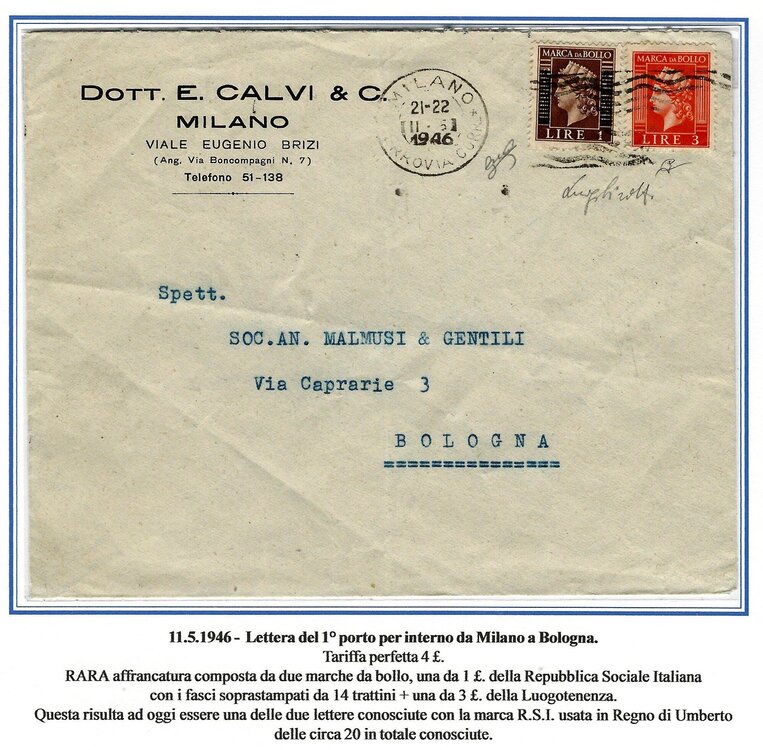 DOTT. E. CALVI & C.
MILANO
VIALE EUGENIO BRIZI
(Ang. Via Boncompagni N. 7)
Telefono 51-138
MILANO
21-22
11 - 5
1946
FERROVIA CORR.
MARCA DA BOLLO
LIRE 1
MARCA DA BOLLO
LIRE 3
Spett.
SOC.AN. MALMUSI & GENTILI
Via Caprarie 3
BOLOGNA
11.5.1946 - Lettera del 1º porto per interno da Milano a Bologna.
Tariffa perfetta 4 £.
RARA affrancatura composta da due marche da bollo, una da 1 £. della Repubblica Sociale Italiana
con i fasci soprastampati da 14 trattini + una da 3 £. della Luogotenenza.
Questa risulta ad oggi essere una delle due lettere conosciute con la marca R.S.I. usata in Regno di Umberto
delle circa 20 in totale conosciute.